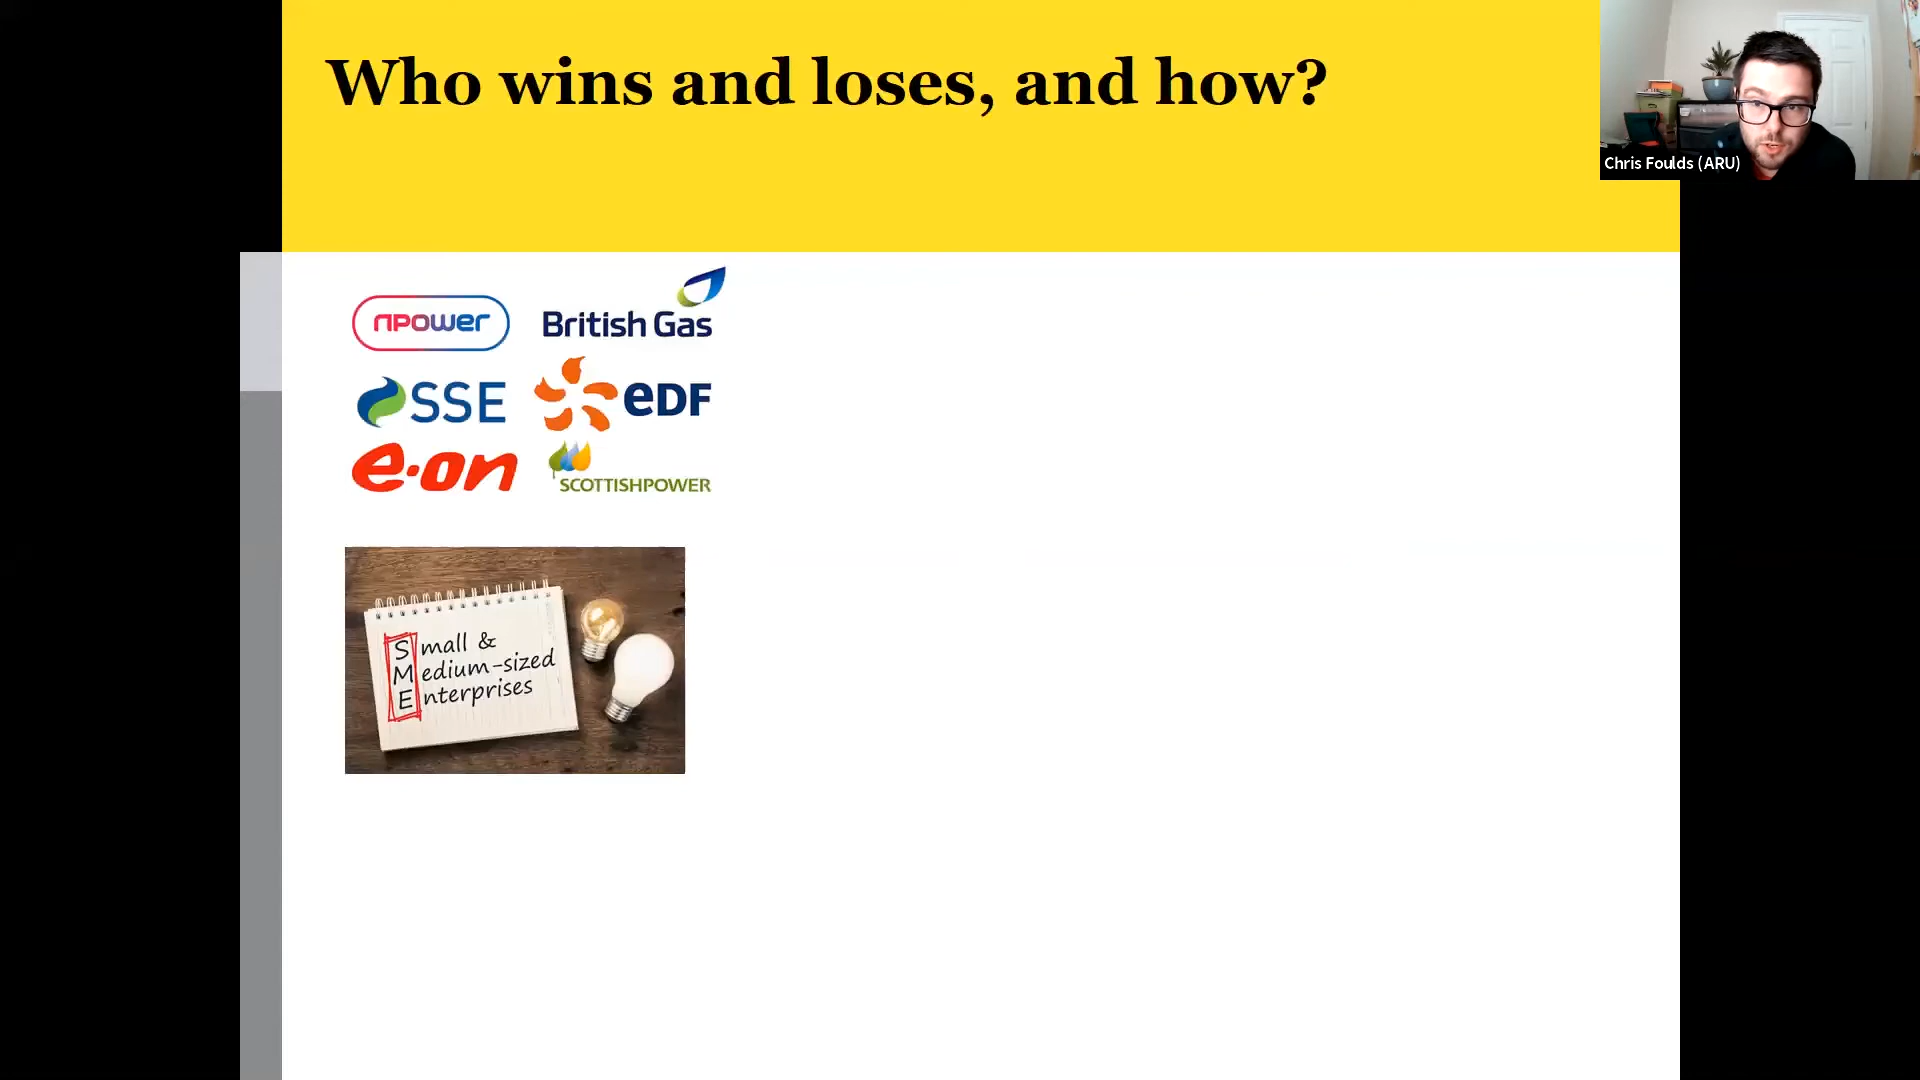 Who wins and loses, and how?
Chris Foulds (ARU)
npower
British Gas
SSE
eDF
e·on
SCOTTISHPOWER
Small &
Medium-sized
Enterprises